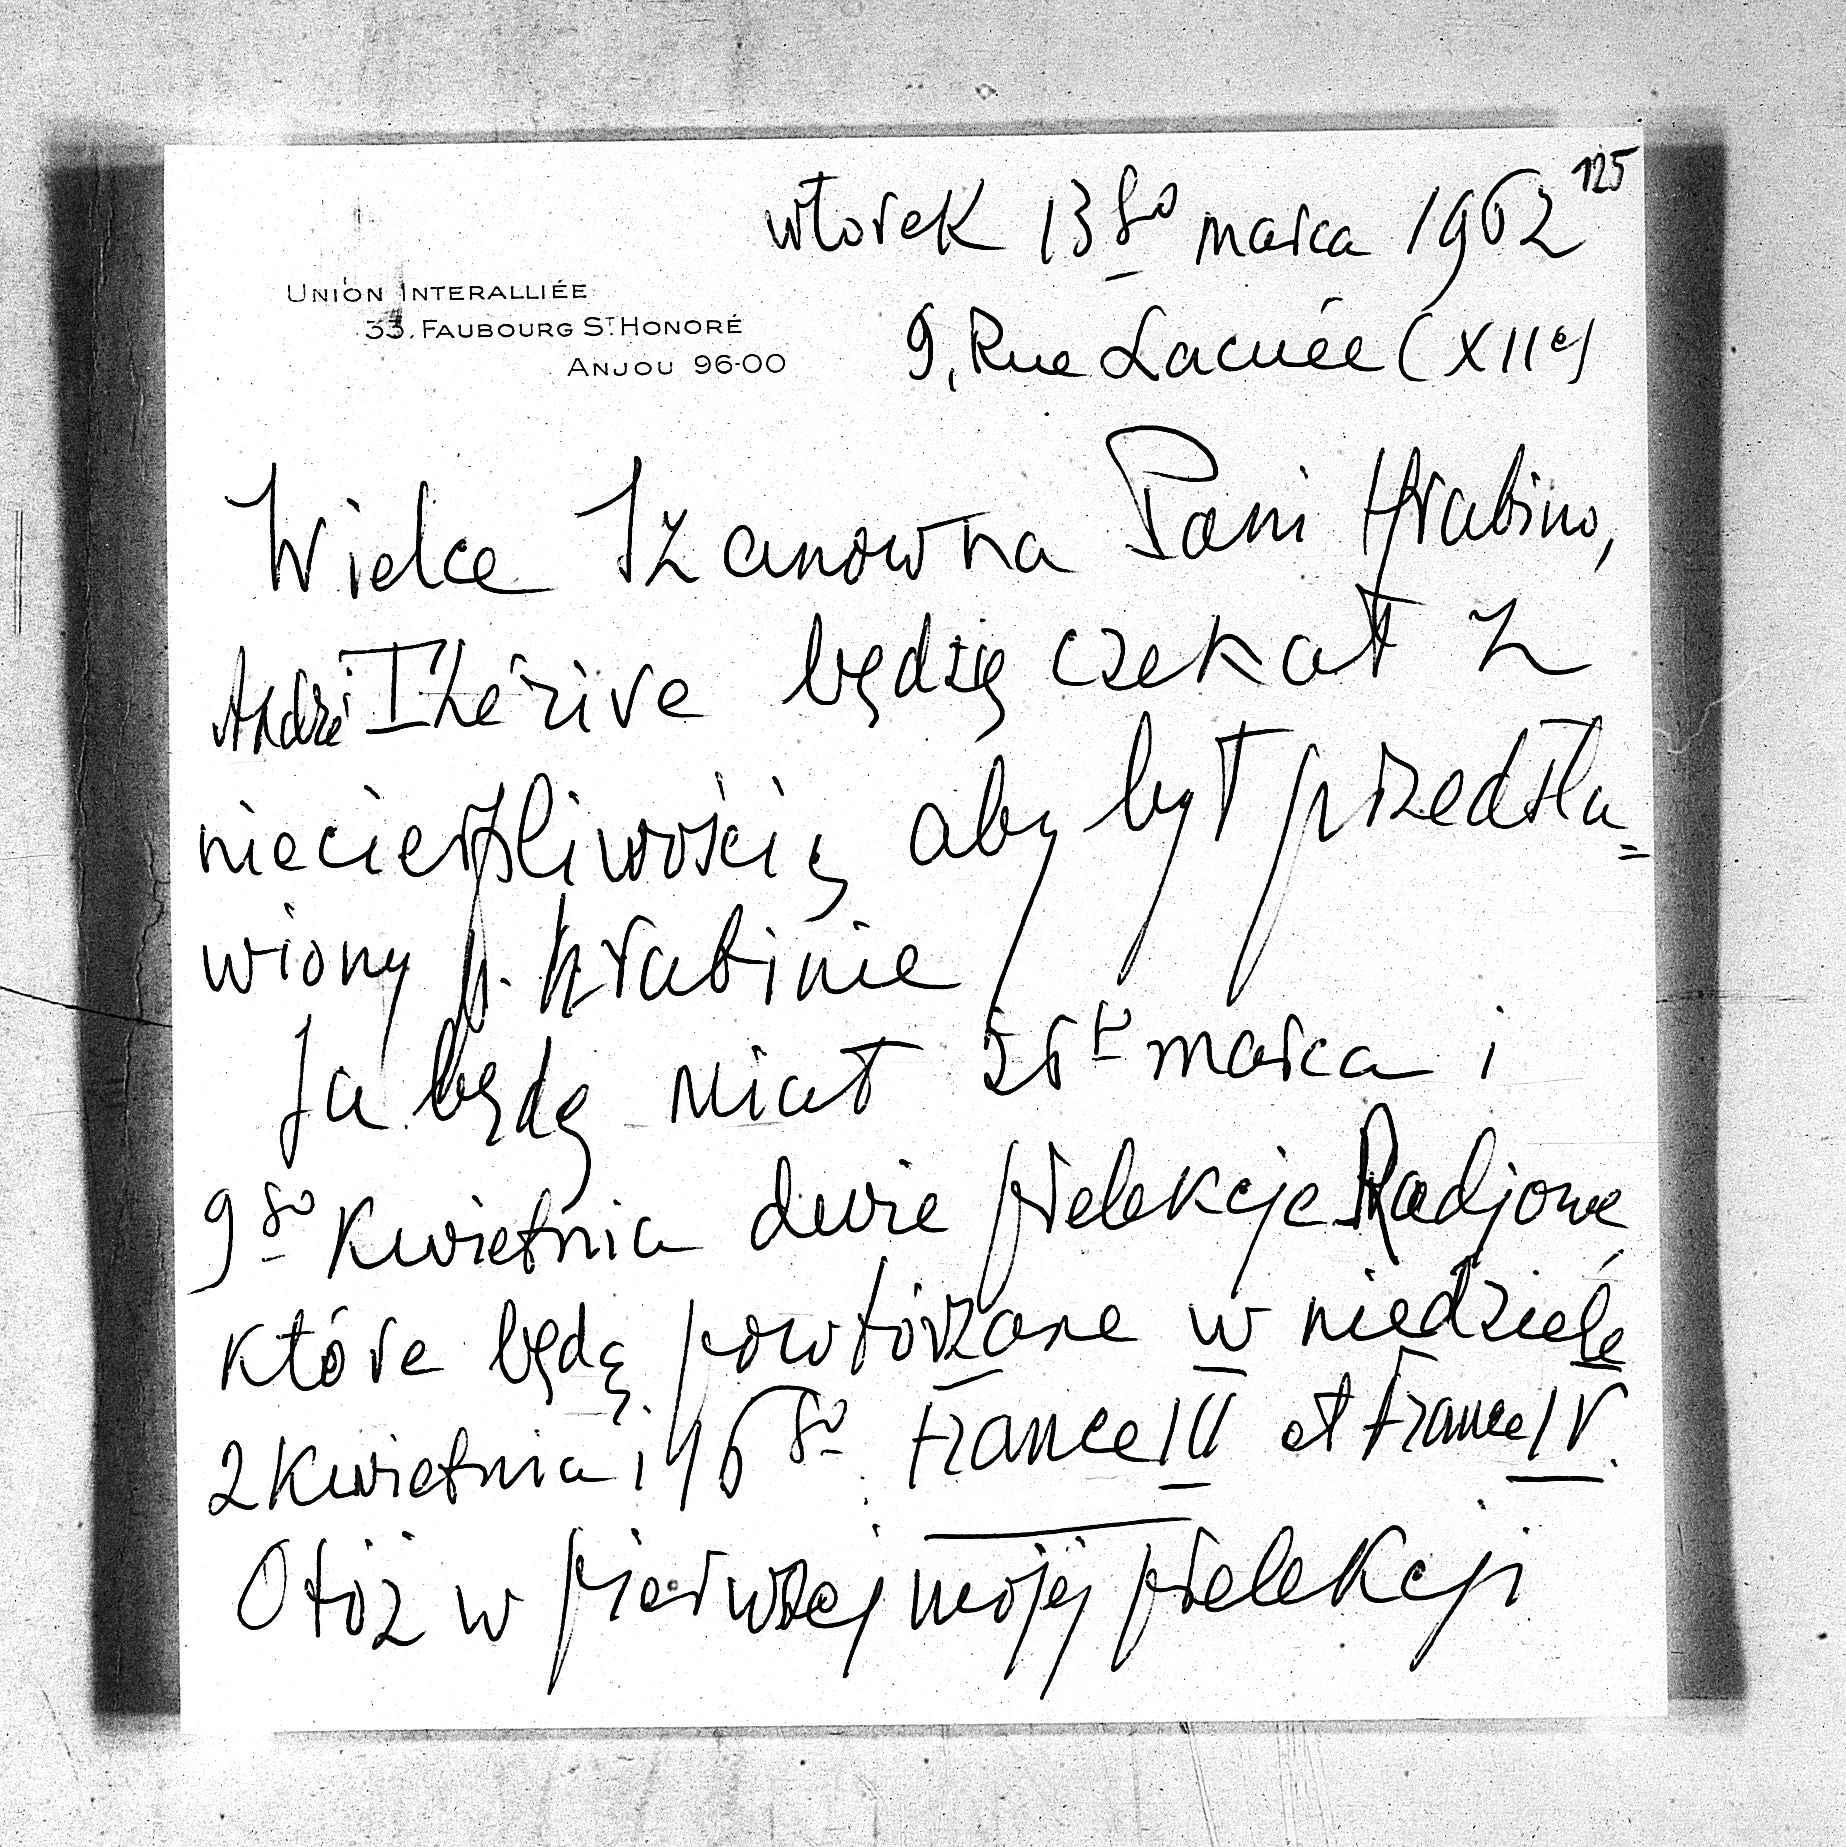 125
wtorek 13go marca 1962
UNION INTERALLIÉE
33, FAUBOURG ST. HONORÉ
ANJOU 96-00
9, Rue Lacuée (XIIe)
Wielce Szanowna Pani Hrabino,
André Thérive będzię czekał z
niecierpliwością aby był przedsta=
wiony p. hrabinie
Ja będę miał 26t marca i
9go kwietnia dwie prelekcje Radjowe
które będą powtórzone w niedzielę
2 kwietnia i 16go. France III et France IV.
Otóż w pierwszej mojej prelekcji